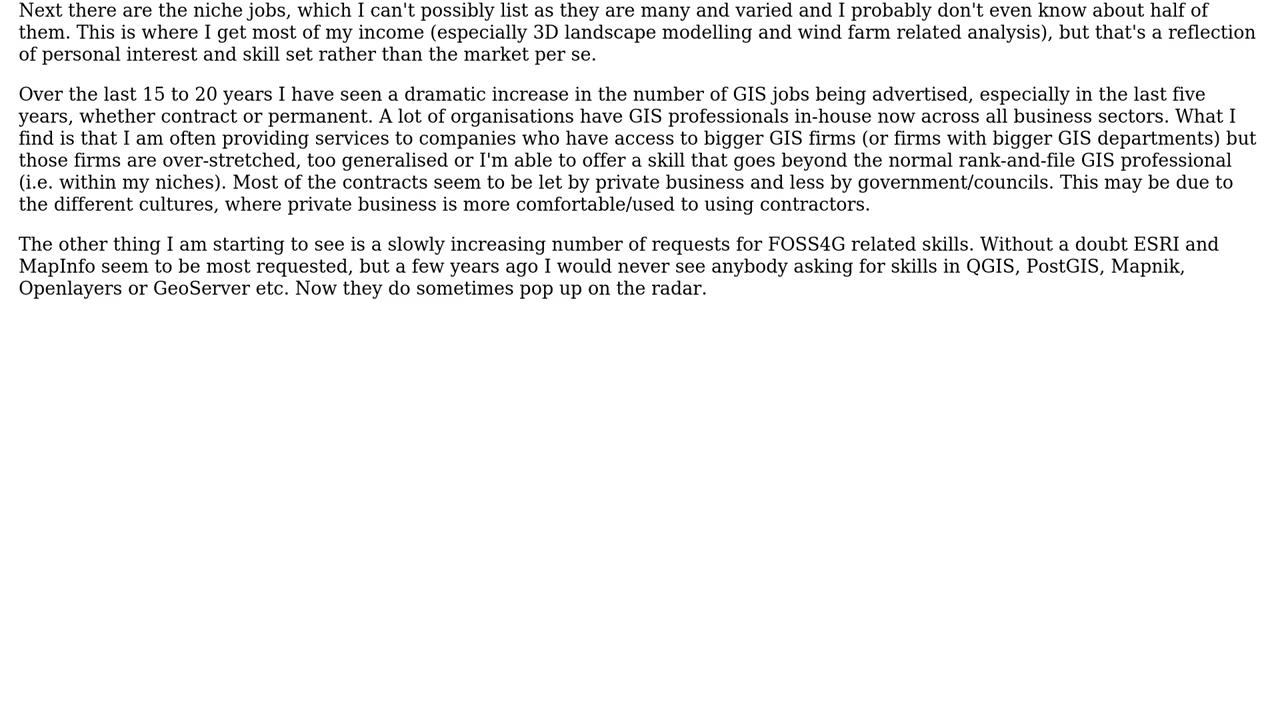 Next there are the niche jobs, which I can't possibly list as they are many and varied and I probably don't even know about half of
them. This is where I get most of my income (especially 3D landscape modelling and wind farm related analysis), but that's a reflection
of personal interest and skill set rather than the market per se.
Over the last 15 to 20 years I have seen a dramatic increase in the number of GIS jobs being advertised, especially in the last five
years, whether contract or permanent. A lot of organisations have GIS professionals in-house now across all business sectors. What I
find is that I am often providing services to companies who have access to bigger GIS firms (or firms with bigger GIS departments) but
those firms are over-stretched, too generalised or I'm able to offer a skill that goes beyond the normal rank-and-file GIS professional
(i.e. within my niches). Most of the contracts seem to be let by private business and less by government/councils. This may be due to
the different cultures, where private business is more comfortable/used to using contractors.
The other thing I am starting to see is a slowly increasing number of requests for FOSS4G related skills. Without a doubt ESRI and
MapInfo seem to be most requested, but a few years ago I would never see anybody asking for skills in QGIS, PostGIS, Mapnik,
Openlayers or GeoServer etc. Now they do sometimes pop up on the radar.